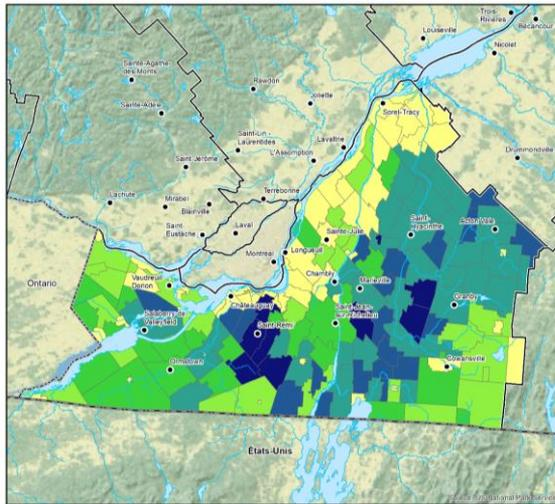 Trois-
Rivières
Bécancour
Louiseville
Nicolet
Sainte-Agathe
des Monts
Rawdon
Joliette
Sainte-Adèle
Sorel-Tracy
Saint-Lin -
Laurentides
Lavaltrie
L'Assomption
Drummondville
Saint Jérôme
Lachute
Mirabel
Blainville
Terrebonne
Saint
Eustache
Laval
Sainte-Julie
Saint-
Hyacinthe
Acton Vale
Montréal
Longueuil
Ontario
Vaudreuil
Dorion
Chambly
Marieville
Châteauguay
Granby
Salaberry de
Valleyfield
Saint-Rémi
Saint-Jean
sur-Richelieu
Ormstown
Cowansville
États-Unis
National Park Service